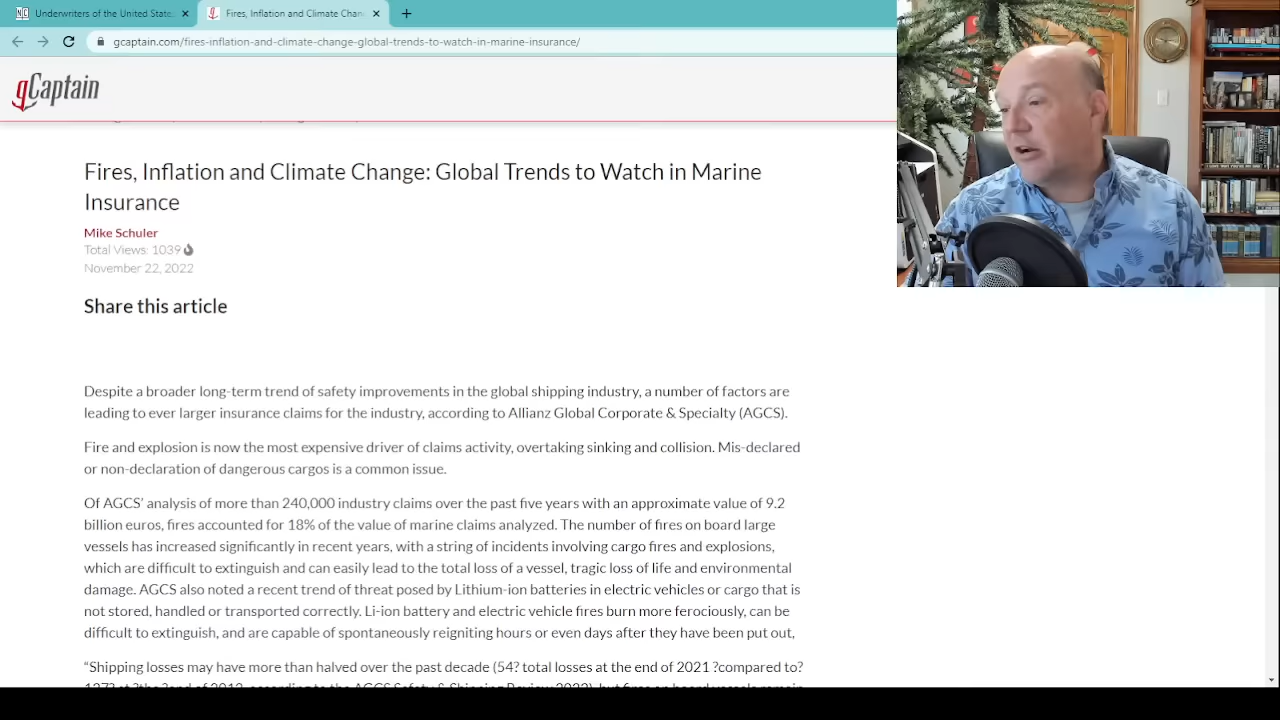 Underwriters of the United States
Fires, Inflation and Climate Chan
gcaptain.com/fires-inflation-and-climate-change-global-trends-to-watch-in-marine-insurance/
gCaptain
Fires, Inflation and Climate Change: Global Trends to Watch in Marine
Insurance
Mike Schuler
Total Views: 1039
November 22, 2022
Share this article
Despite a broader long-term trend of safety improvements in the global shipping industry, a number of factors are
leading to ever larger insurance claims for the industry, according to Allianz Global Corporate & Specialty (AGCS).
Fire and explosion is now the most expensive driver of claims activity, overtaking sinking and collision. Mis-declared
or non-declaration of dangerous cargos is a common issue.
Of AGCS’ analysis of more than 240,000 industry claims over the past five years with an approximate value of 9.2
billion euros, fires accounted for 18% of the value of marine claims analyzed. The number of fires on board large
vessels has increased significantly in recent years, with a string of incidents involving cargo fires and explosions,
which are difficult to extinguish and can easily lead to the total loss of a vessel, tragic loss of life and environmental
damage. AGCS also noted a recent trend of threat posed by Lithium-ion batteries in electric vehicles or cargo that is
not stored, handled or transported correctly. Li-ion battery and electric vehicle fires burn more ferociously, can be
difficult to extinguish, and are capable of spontaneously reigniting hours or even days after they have been put out,
“Shipping losses may have more than halved over the past decade (54? total losses at the end of 2021 ?compared to?